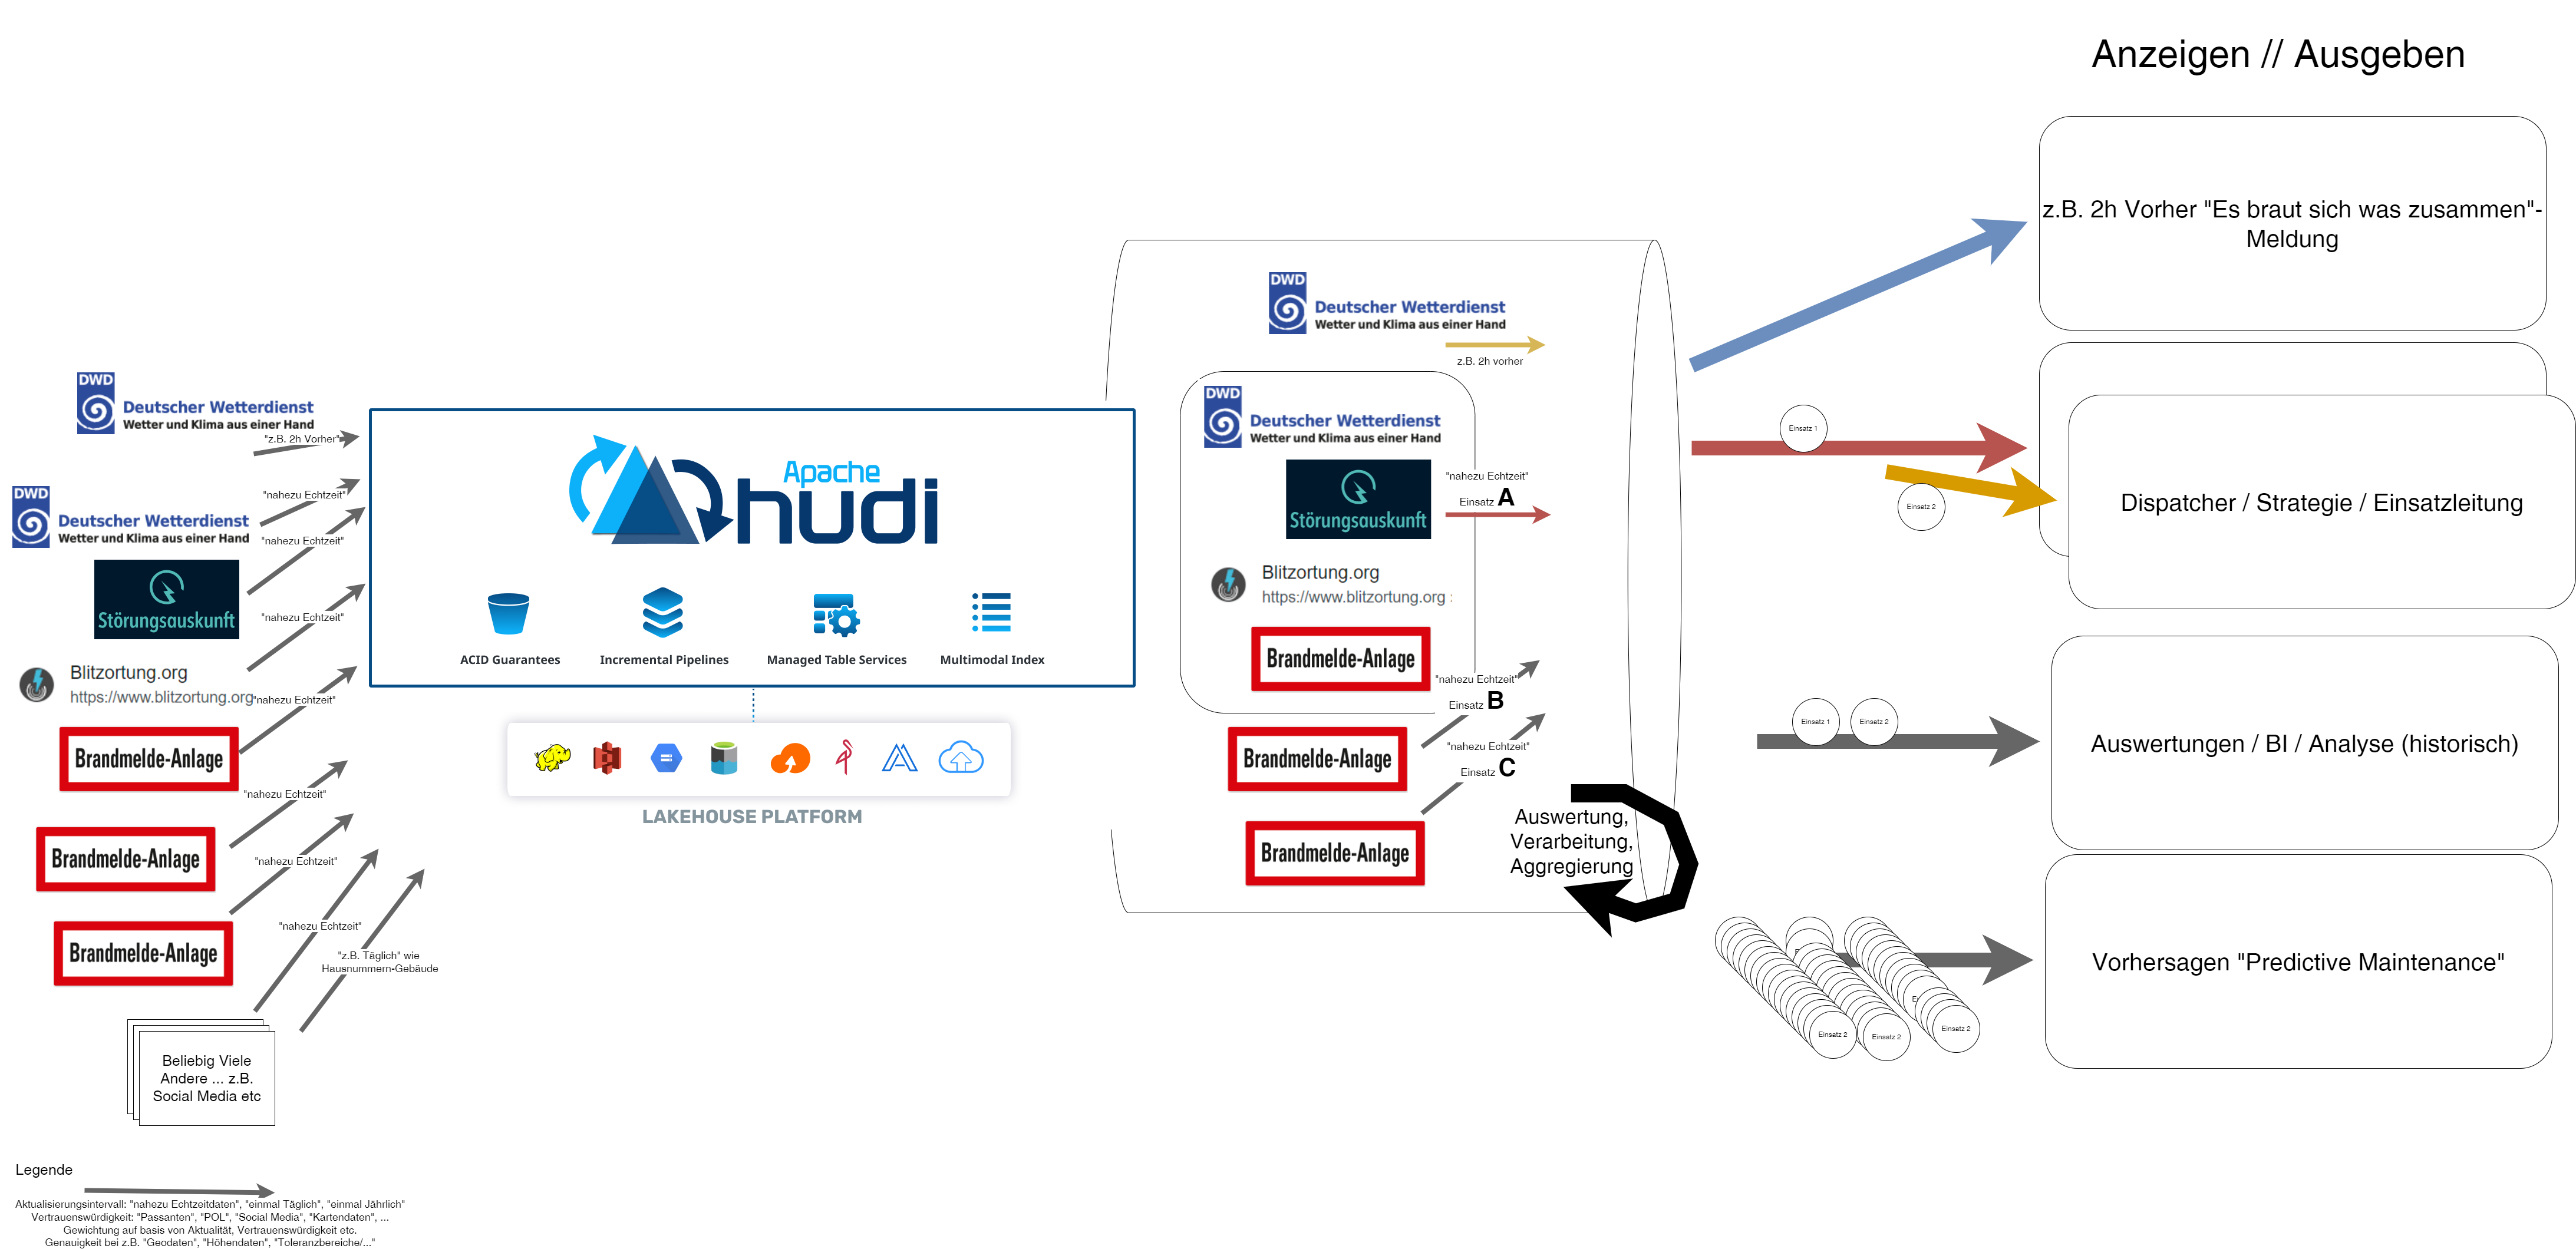 Anzeigen // Ausgeben
DWD
Deutscher Wetterdienst
Wetter und Klima aus einer Hand
"z.B. 2h Vorher"
DWD
Deutscher Wetterdienst
Wetter und Klima aus einer Hand
"nahezu Echtzeit"
"nahezu Echtzeit"
Störungsauskunft
"nahezu Echtzeit"
Blitzortung.org
https://www.blitzortung.org
"nahezu Echtzeit"
Brandmelde-Anlage
"nahezu Echtzeit"
Brandmelde-Anlage
"nahezu Echtzeit"
Brandmelde-Anlage
"nahezu Echtzeit"
"z.B. Täglich" wie
Hausnummern-Gebäude
Beliebig Viele
Andere ... z.B.
Social Media etc
Legende
Aktualisierungsintervall: "nahezu Echtzeitdaten", "einmal Täglich", "einmal Jährlich"
Vertrauenswürdigkeit: "Passanten", "POL", "Social Media", "Kartendaten", ...
Gewichtung auf basis von Aktualität, Vertrauenswürdigkeit etc.
Genauigkeit bei z.B. "Geodaten", "Höhendaten", "Toleranzbereiche/..."
Apache
hudi
ACID Guarantees
Incremental Pipelines
Managed Table Services
Multimodal Index
LAKEHOUSE PLATFORM
DWD
Deutscher Wetterdienst
Wetter und Klima aus einer Hand
z.B. 2h vorher
DWD
Deutscher Wetterdienst
Wetter und Klima aus einer Hand
"nahezu Echtzeit"
Einsatz A
Störungsauskunft
Blitzortung.org
https://www.blitzortung.org :
Brandmelde-Anlage
"nahezu Echtzeit"
Einsatz B
Brandmelde-Anlage
"nahezu Echtzeit"
Einsatz C
Brandmelde-Anlage
Auswertung,
Verarbeitung,
Aggregierung
z.B. 2h Vorher "Es braut sich was zusammen"-
Meldung
Einsatz 1
Einsatz 2
Dispatcher / Strategie / Einsatzleitung
Einsatz 1
Einsatz 2
Auswertungen / BI / Analyse (historisch)
Einsatz 2
Einsatz 2
Einsatz 2
Vorhersagen "Predictive Maintenance"